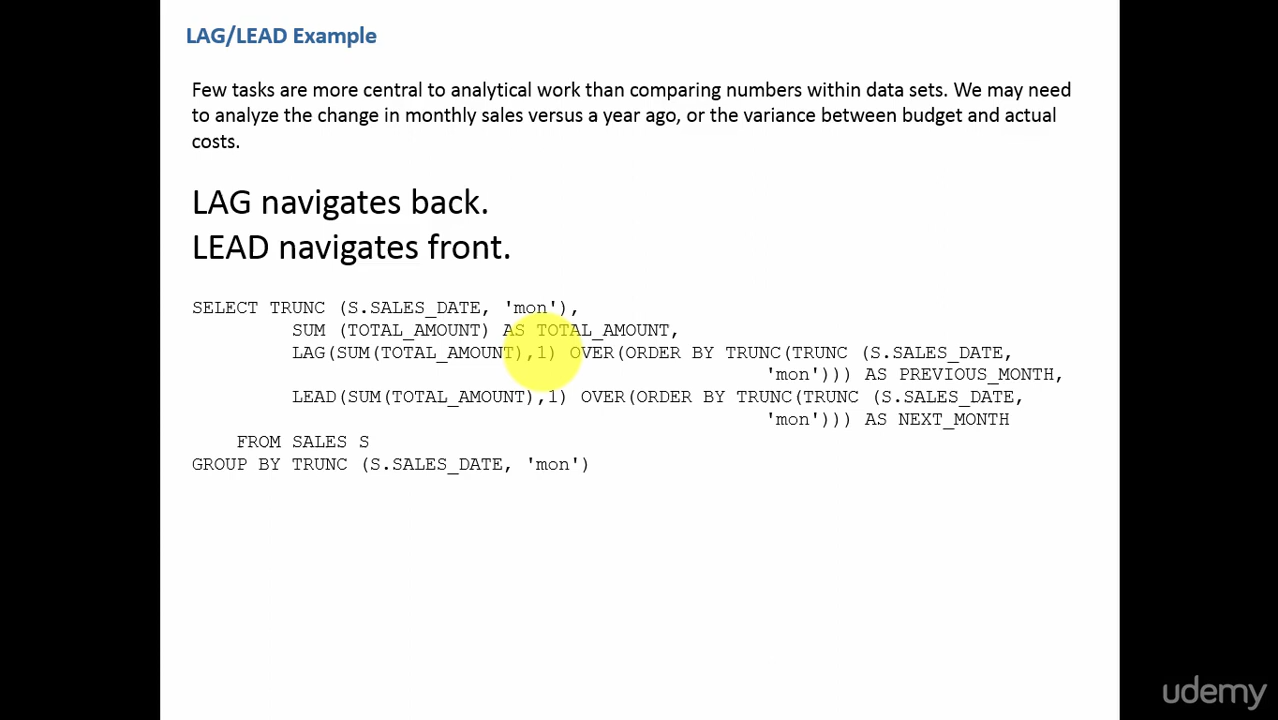 LAG/LEAD Example
Few tasks are more central to analytical work than comparing numbers within data sets. We may need
to analyze the change in monthly sales versus a year ago, or the variance between budget and actual
costs.
LAG navigates back.
LEAD navigates front.
SELECT TRUNC (S.SALES_DATE, 'mon'),
SUM (TOTAL_AMOUNT) AS TOTAL_AMOUNT,
LAG(SUM(TOTAL_AMOUNT),1) OVER(ORDER BY TRUNC(TRUNC (S.SALES_DATE,
'mon'))) AS PREVIOUS_MONTH,
LEAD(SUM(TOTAL_AMOUNT),1) OVER(ORDER BY TRUNC(TRUNC (S.SALES_DATE,
'mon'))) AS NEXT_MONTH
FROM SALES S
GROUP BY TRUNC (S.SALES_DATE, 'mon')
udemy